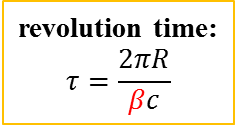 revolution time:
τ = 2πR / βc